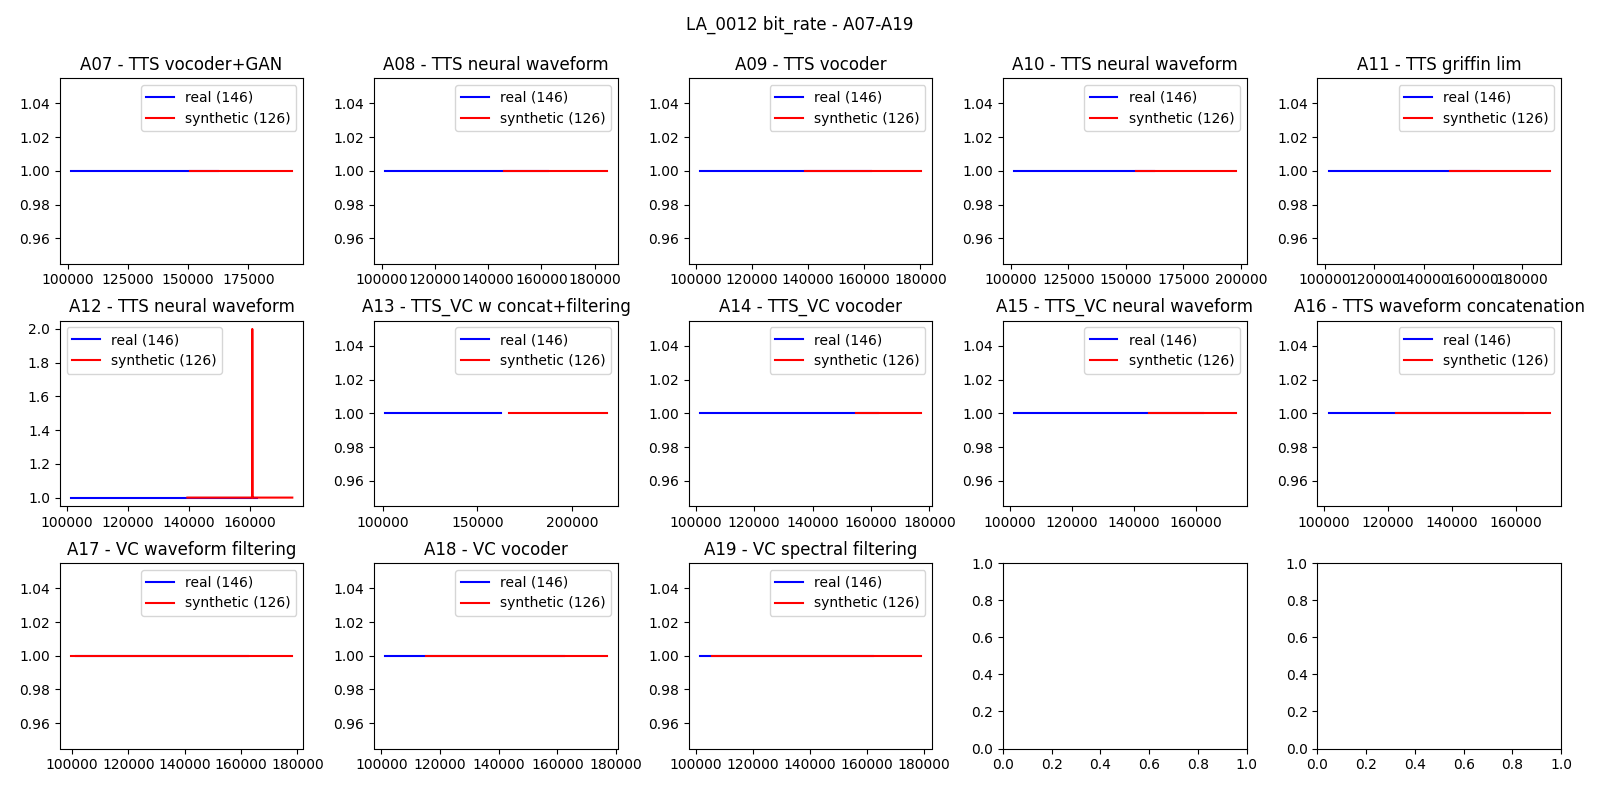 LA_0012 bit_rate - A07-A19
A07 - TTS vocoder+GAN
real (146)
synthetic (126)
1.04
1.02
1.00
0.98
0.96
100000 125000 150000 175000
A08 - TTS neural waveform
real (146)
synthetic (126)
1.04
1.02
1.00
0.98
0.96
100000 120000 140000 160000 180000
A09 - TTS vocoder
real (146)
synthetic (126)
1.04
1.02
1.00
0.98
0.96
100000 120000 140000 160000 180000
A10 - TTS neural waveform
real (146)
synthetic (126)
1.04
1.02
1.00
0.98
0.96
100000 125000 150000 175000 200000
A11 - TTS griffin lim
real (146)
synthetic (126)
1.04
1.02
1.00
0.98
0.96
100000 120000 140000 160000 180000
A12 - TTS neural waveform
real (146)
synthetic (126)
2.0
1.8
1.6
1.4
1.2
1.0
100000 120000 140000 160000
A13 - TTS_VC w concat+filtering
real (146)
synthetic (126)
1.04
1.02
1.00
0.98
0.96
100000 150000 200000
A14 - TTS_VC vocoder
real (146)
synthetic (126)
1.04
1.02
1.00
0.98
0.96
100000 120000 140000 160000 180000
A15 - TTS_VC neural waveform
real (146)
synthetic (126)
1.04
1.02
1.00
0.98
0.96
100000 120000 140000 160000
A16 - TTS waveform concatenation
real (146)
synthetic (126)
1.04
1.02
1.00
0.98
0.96
100000 120000 140000 160000
A17 - VC waveform filtering
real (146)
synthetic (126)
1.04
1.02
1.00
0.98
0.96
100000 120000 140000 160000 180000
A18 - VC vocoder
real (146)
synthetic (126)
1.04
1.02
1.00
0.98
0.96
100000 120000 140000 160000 180000
A19 - VC spectral filtering
real (146)
synthetic (126)
1.04
1.02
1.00
0.98
0.96
100000 120000 140000 160000 180000
1.0
0.8
0.6
0.4
0.2
0.0
0.0 0.2 0.4 0.6 0.8 1.0
1.0
0.8
0.6
0.4
0.2
0.0
0.0 0.2 0.4 0.6 0.8 1.0